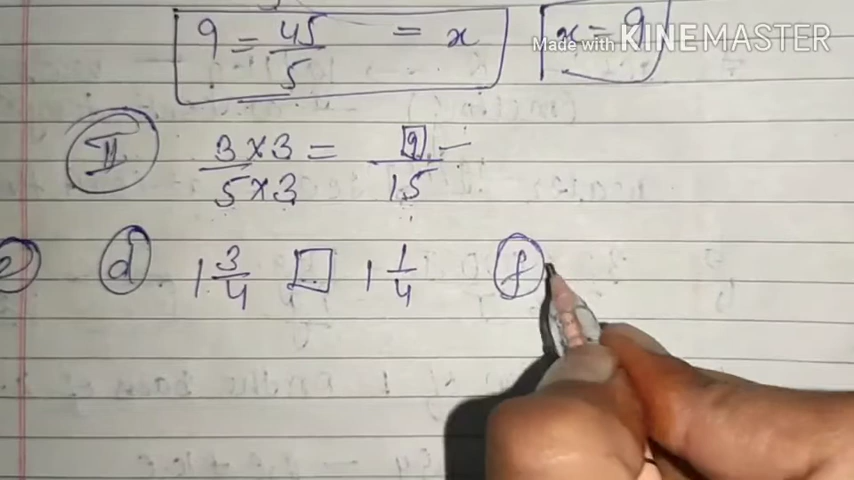 9 = 45/5 = x x = 9
Made with KINEMASTER
II 3×3/5×3 = 9/15
2 d 1 3/4 □ 1 1/4 f